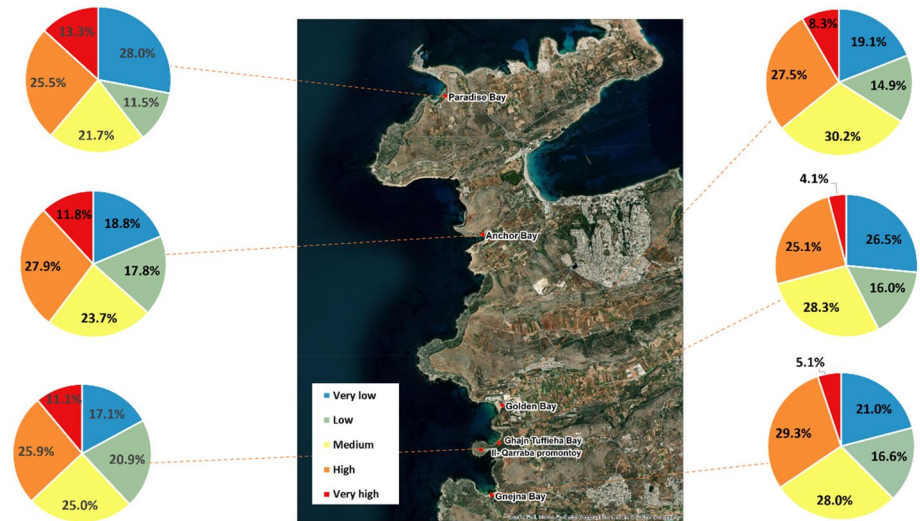 13.3%
28.0%
25.5%
11.5%
21.7%
11.8%
18.8%
27.9%
17.8%
23.7%
11.1%
17.1%
25.9%
20.9%
25.0%
Paradise Bay
Anchor Bay
Golden Bay
Ghajn Tuffieha Bay
Il-Qarraba promontoy
Gnejna Bay
Very low
Low
Medium
High
Very high
8.3%
19.1%
27.5%
14.9%
30.2%
4.1%
26.5%
25.1%
16.0%
28.3%
5.1%
21.0%
29.3%
16.6%
28.0%